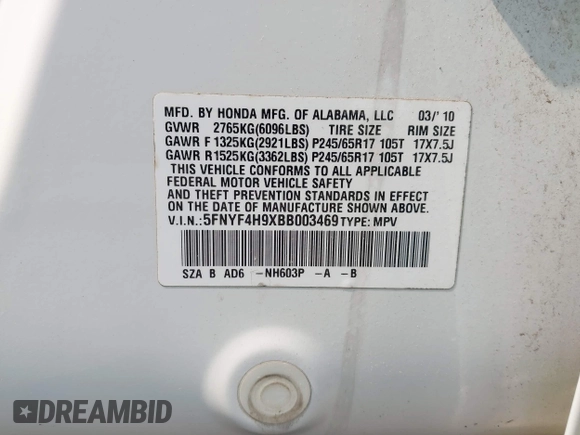 MFD. BY HONDA MFG. OF ALABAMA, LLC 03/'10
GVWR 2765KG(6096LBS) TIRE SIZE RIM SIZE
GAWR F 1325KG(2921LBS) P245/65R17 105T 17X7.5J
GAWR R 1525KG(3362LBS) P245/65R17 105T 17X7.5J
THIS VEHICLE CONFORMS TO ALL APPLICABLE
FEDERAL MOTOR VEHICLE SAFETY
AND THEFT PREVENTION STANDARDS IN EFFECT
ON THE DATE OF MANUFACTURE SHOWN ABOVE.
V.I.N.:5FNYF4H9XBB003469 TYPE: MPV
SZA B AD6 -NH603P -A -B
DREAMBID